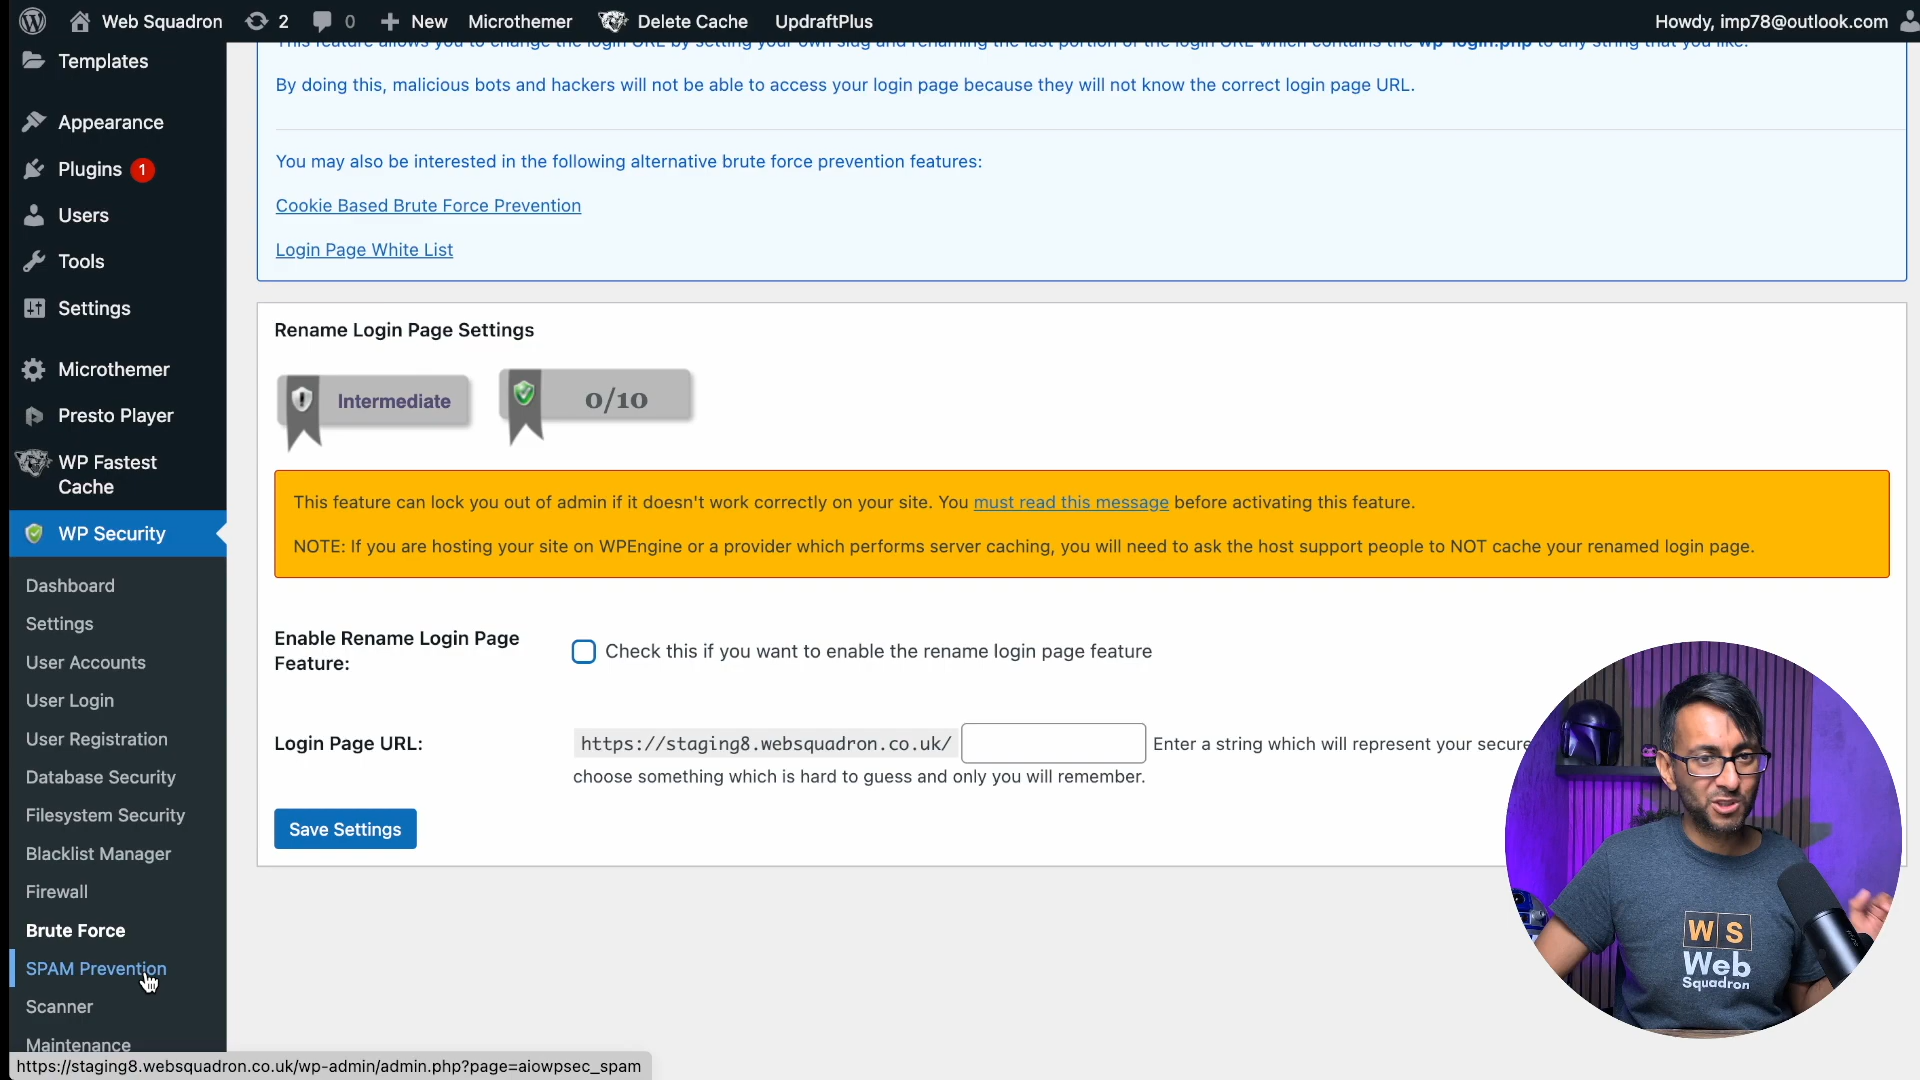 Web Squadron 2 0 New Microthemer Delete Cache UpdraftPlus Howdy, imp78@outlook.com
Templates
Appearance
Plugins 1
Users
Tools
Settings
Microthemer
Presto Player
WP Fastest
Cache
WP Security
Dashboard
Settings
User Accounts
User Login
User Registration
Database Security
Filesystem Security
Blacklist Manager
Firewall
Brute Force
SPAM Prevention
Scanner
Maintenance
This feature allows you to change the login URL by setting your own slug and renaming the last portion of the login URL which contains the wp-login.php to any string that you like.
By doing this, malicious bots and hackers will not be able to access your login page because they will not know the correct login page URL.
You may also be interested in the following alternative brute force prevention features:
Cookie Based Brute Force Prevention
Login Page White List
Rename Login Page Settings
Intermediate
0/10
This feature can lock you out of admin if it doesn't work correctly on your site. You must read this message before activating this feature.
NOTE: If you are hosting your site on WPEngine or a provider which performs server caching, you will need to ask the host support people to NOT cache your renamed login page.
Enable Rename Login Page
Feature:
Check this if you want to enable the rename login page feature
Login Page URL:
https://staging8.websquadron.co.uk/ Enter a string which will represent your secure
choose something which is hard to guess and only you will remember.
Save Settings
W S
Web
Squadron
https://staging8.websquadron.co.uk/wp-admin/admin.php?page=aiowpsec_spam